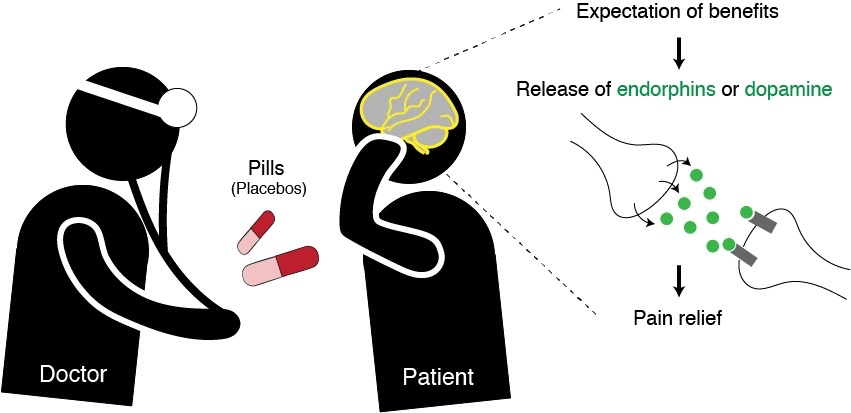 Expectation of benefits
Release of endorphins or dopamine
Pills
(Placebos)
Pain relief
Doctor
Patient